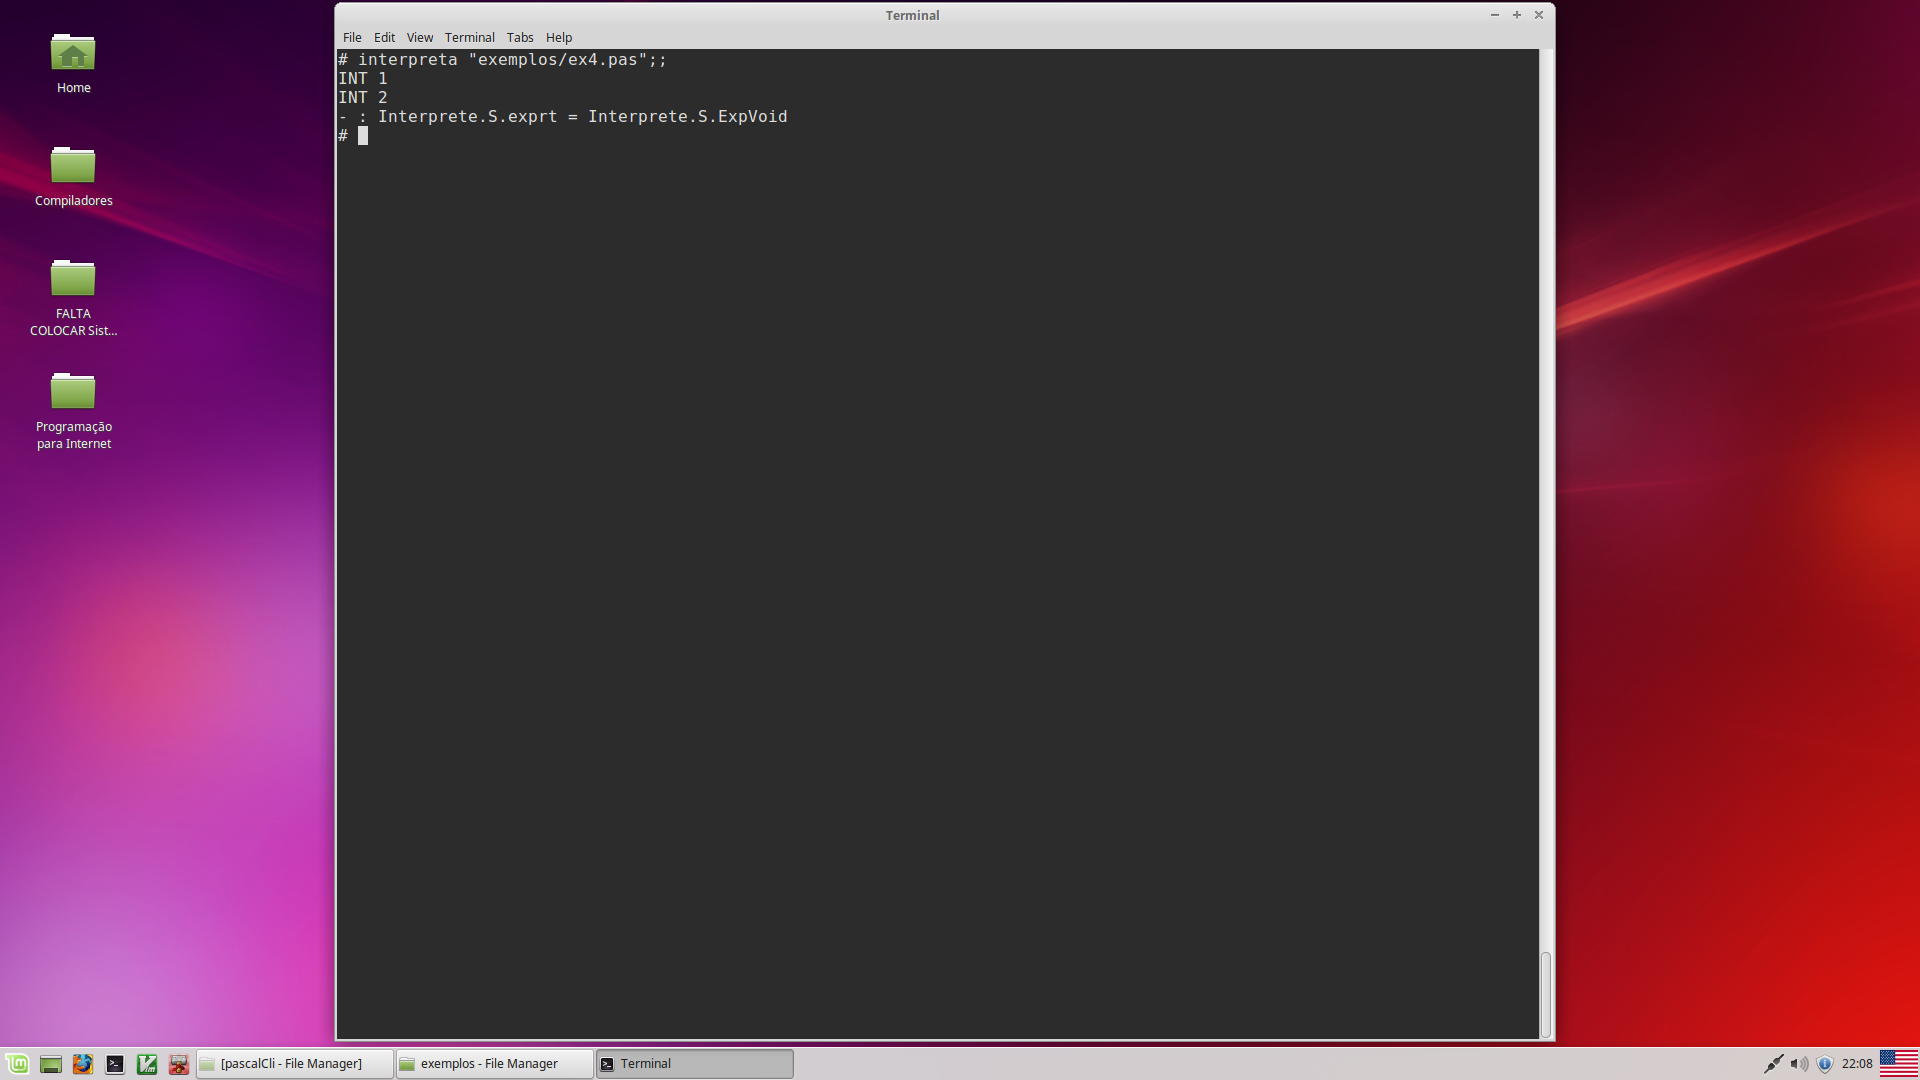 Terminal
File Edit View Terminal Tabs Help
# interpreta "exemplos/ex4.pas";;
INT 1
INT 2
- : Interprete.S.exprt = Interprete.S.ExpVoid
#
Home
Compiladores
FALTA
COLOCAR Sist...
Programação
para Internet
[pascalCli - File Manager]
exemplos - File Manager
Terminal
22:08